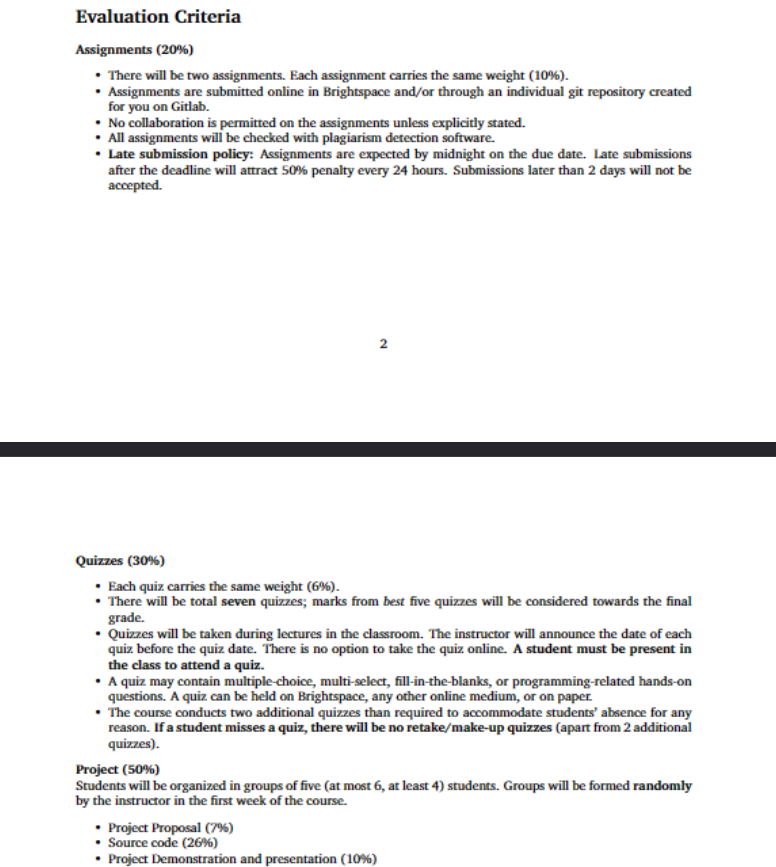 Evaluation Criteria
Assignments (20%)
• There will be two assignments. Each assignment carries the same weight (10%).
• Assignments are submitted online in Brightspace and/or through an individual git repository created
for you on Gitlab.
• No collaboration is permitted on the assignments unless explicitly stated.
• All assignments will be checked with plagiarism detection software.
• Late submission policy: Assignments are expected by midnight on the due date. Late submissions
after the deadline will attract 50% penalty every 24 hours. Submissions later than 2 days will not be
accepted.
2
Quizzes (30%)
• Each quiz carries the same weight (6%).
• There will be total seven quizzes; marks from best five quizzes will be considered towards the final
grade.
• Quizzes will be taken during lectures in the classroom. The instructor will announce the date of each
quiz before the quiz date. There is no option to take the quiz online. A student must be present in
the class to attend a quiz.
• A quiz may contain multiple-choice, multi-select, fill-in-the-blanks, or programming-related hands-on
questions. A quiz can be held on Brightspace, any other online medium, or on paper.
• The course conducts two additional quizzes than required to accommodate students' absence for any
reason. If a student misses a quiz, there will be no retake/make-up quizzes (apart from 2 additional
quizzes).
Project (50%)
Students will be organized in groups of five (at most 6, at least 4) students. Groups will be formed randomly
by the instructor in the first week of the course.
• Project Proposal (7%)
• Source code (26%)
• Project Demonstration and presentation (10%)